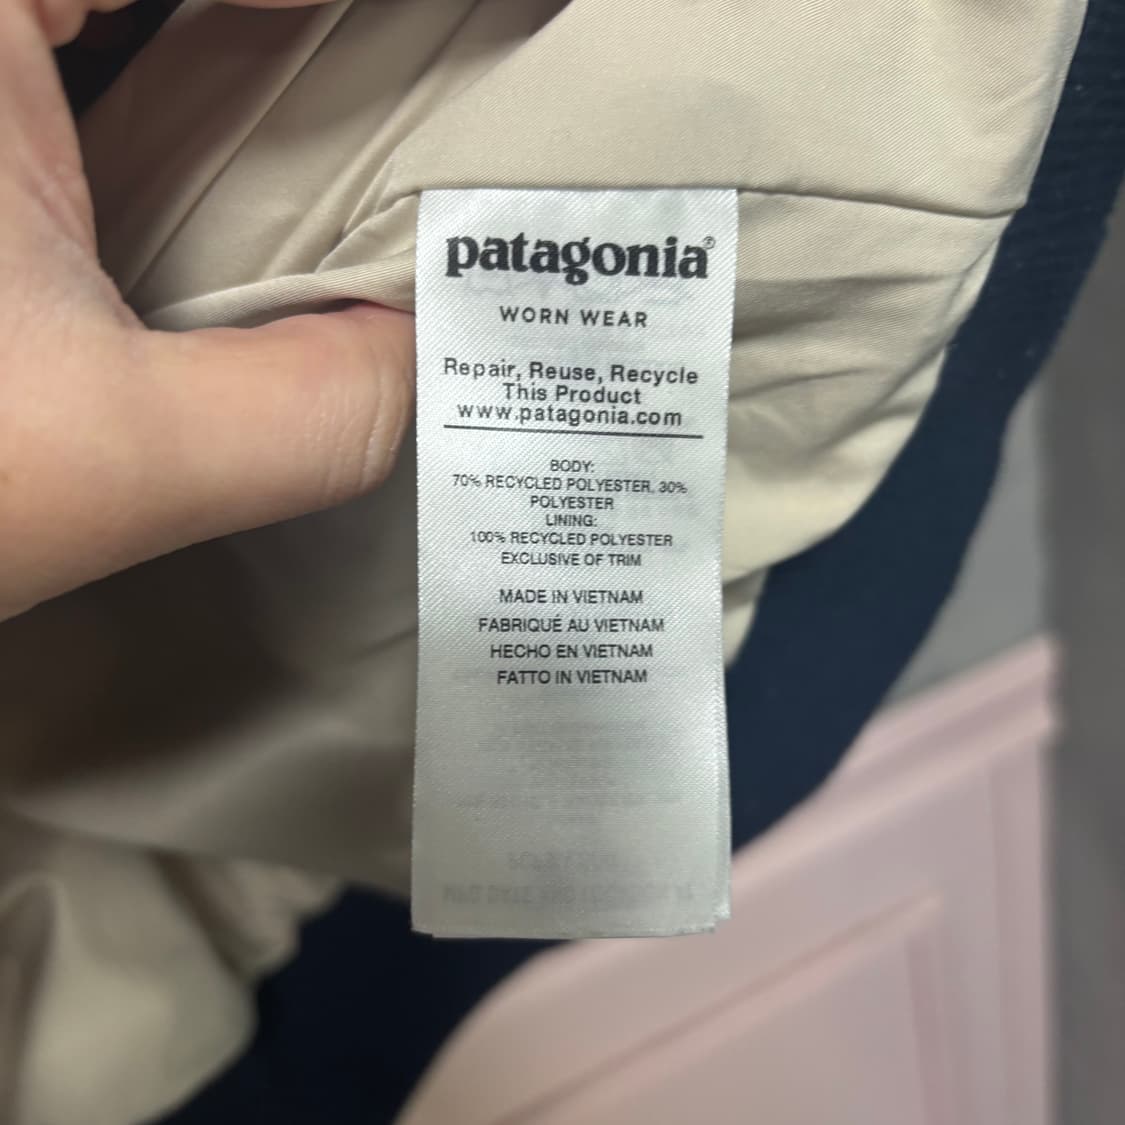 patagonia®
WORN WEAR
Repair, Reuse, Recycle
This Product
www.patagonia.com
BODY:
70% RECYCLED POLYESTER, 30%
POLYESTER
LINING:
100% RECYCLED POLYESTER
EXCLUSIVE OF TRIM
MADE IN VIETNAM
FABRIQUÉ AU VIETNAM
HECHO EN VIETNAM
FATTO IN VIETNAM